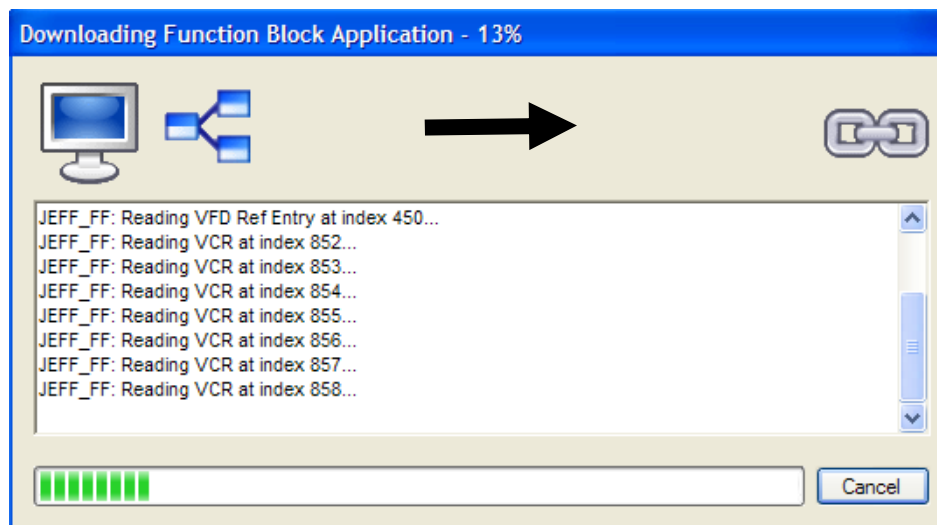 Downloading Function Block Application - 13%
JEFF_FF: Reading VFD Ref Entry at index 450...
JEFF_FF: Reading VCR at index 852...
JEFF_FF: Reading VCR at index 853...
JEFF_FF: Reading VCR at index 854...
JEFF_FF: Reading VCR at index 855...
JEFF_FF: Reading VCR at index 856...
JEFF_FF: Reading VCR at index 857...
JEFF_FF: Reading VCR at index 858...
Cancel